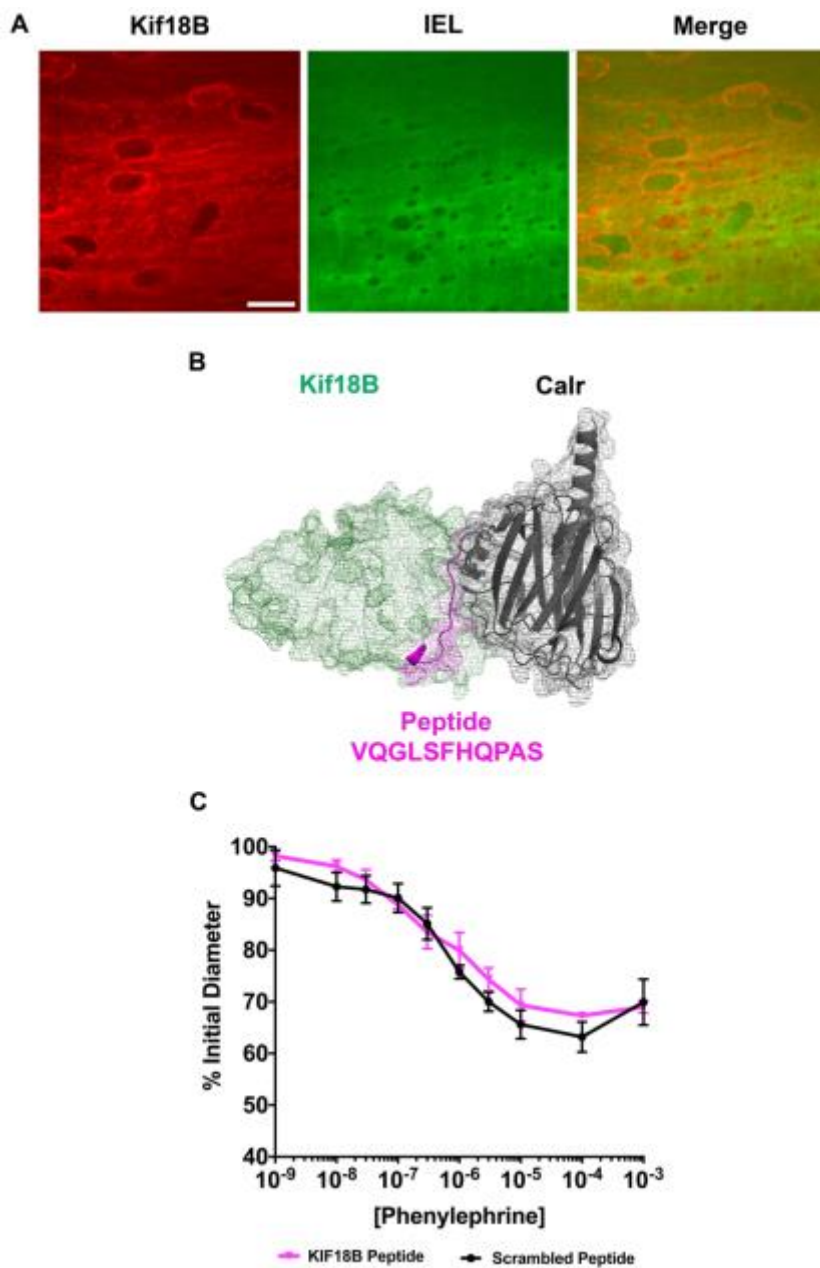 A
Kif18B IEL Merge
B
Kif18B Calr
Peptide
VQGLSFHQPAS
C
% Initial Diameter
100
90
80
70
60
50
40
10-9 10-8 10-7 10-6 10-5 10-4 10-3
[Phenylephrine]
KIF18B Peptide Scrambled Peptide